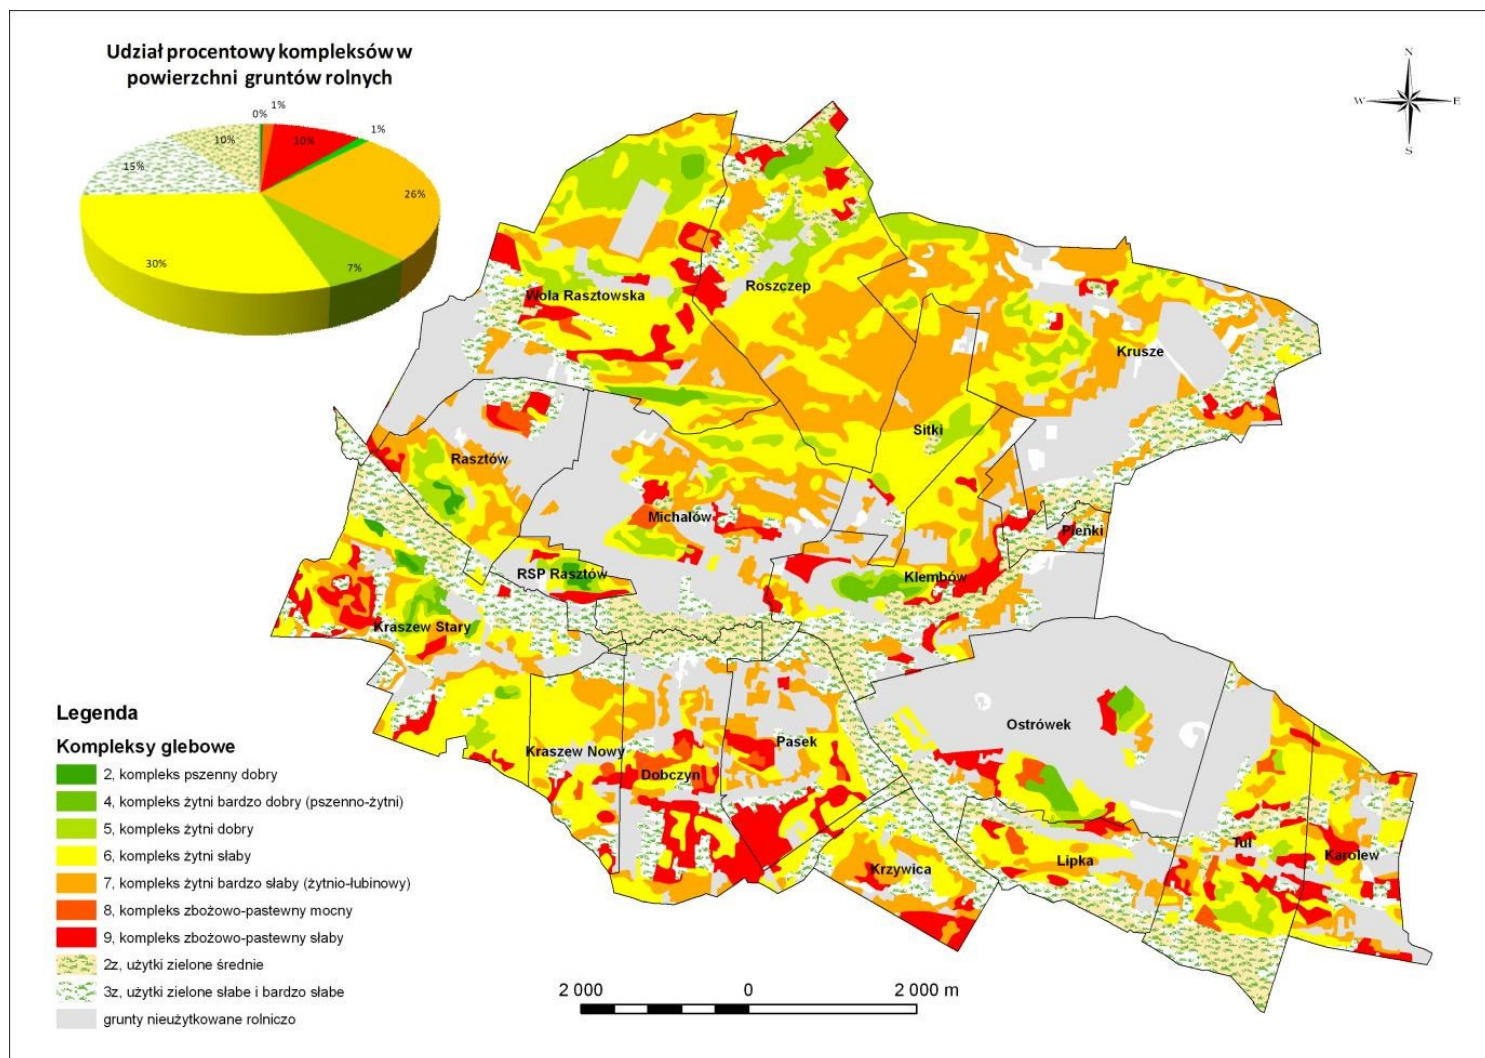 Udział procentowy kompleksów w
powierzchni gruntów rolnych
0%
1%
10%
1%
26%
7%
30%
15%
10%
N
W
E
S
Wola Rasztowska
Roszczep
Krusze
Sitki
Rasztów
Michałów
Pieńki
RSP Rasztów
Klembów
Kraszew Stary
Ostrówek
Kraszew Nowy
Pasek
Dobczyn
Krzywica
Lipka
Tuł
Karolew
Legenda
Kompleksy glebowe
2, kompleks pszenny dobry
4, kompleks żytni bardzo dobry (pszenno-żytni)
5, kompleks żytni dobry
6, kompleks żytni słaby
7, kompleks żytni bardzo słaby (żytnio-łubinowy)
8, kompleks zbożowo-pastewny mocny
9, kompleks zbożowo-pastewny słaby
2z, użytki zielone średnie
3z, użytki zielone słabe i bardzo słabe
grunty nieużytkowane rolniczo
2 000 0 2 000 m